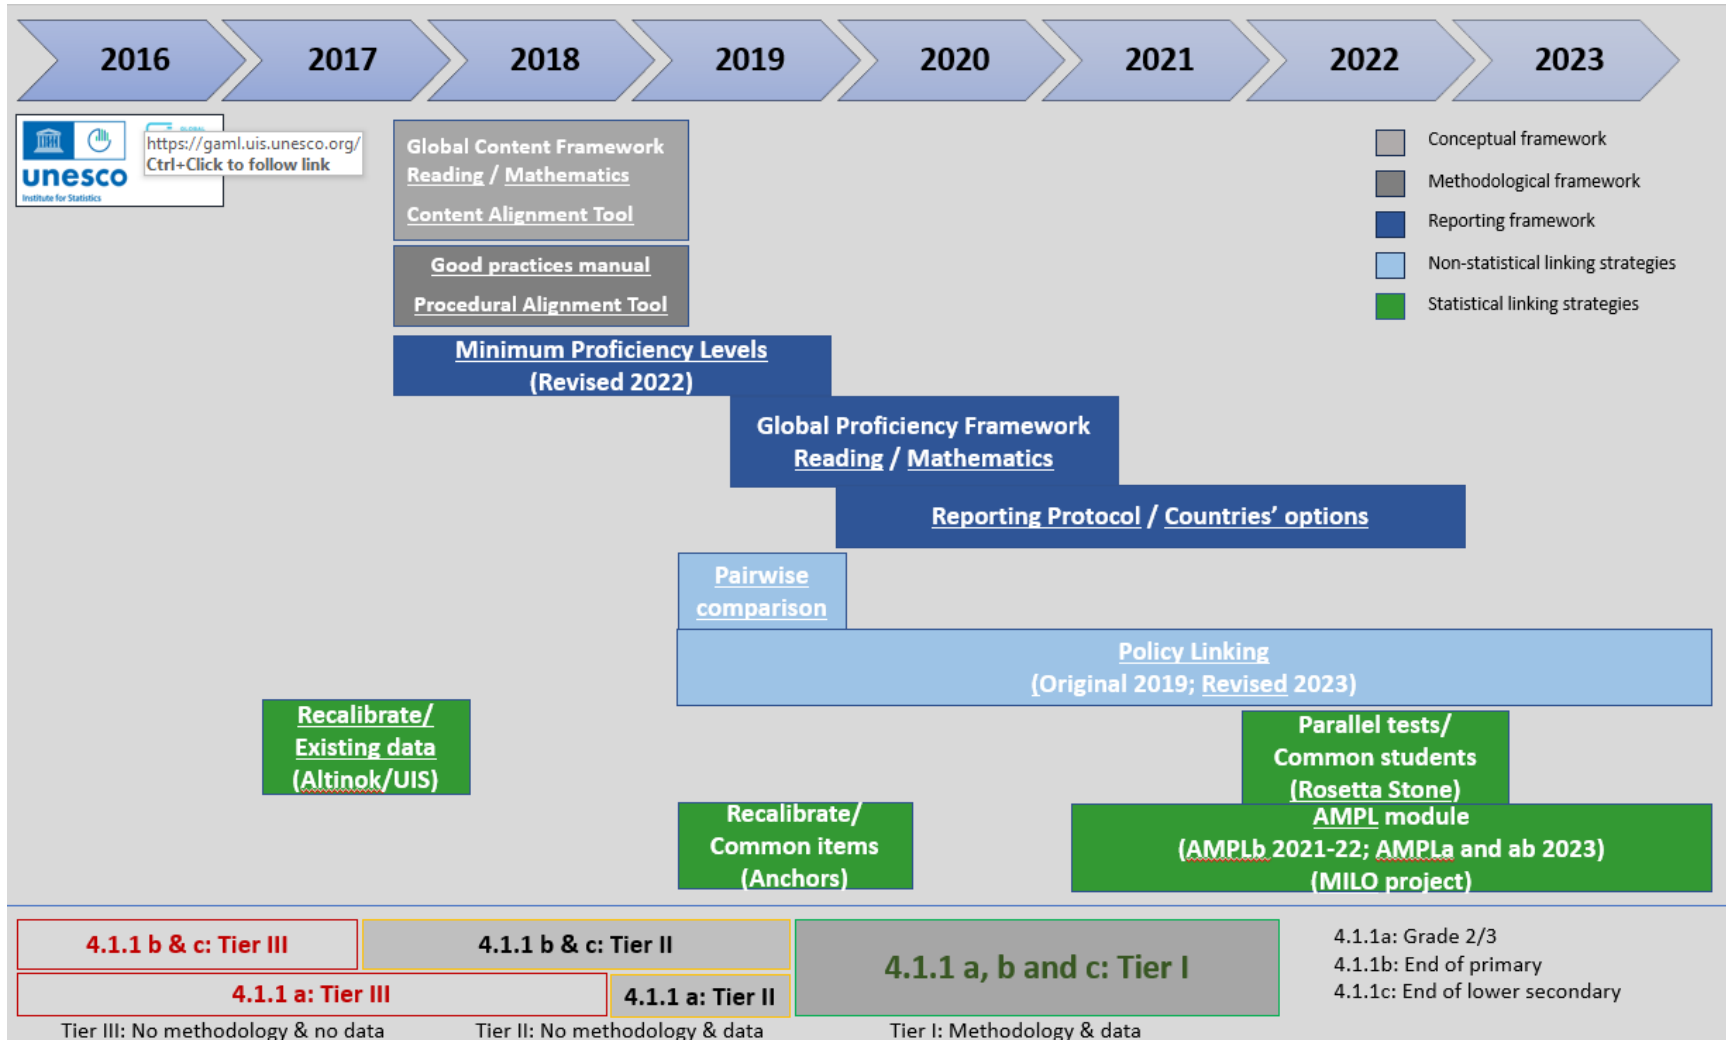 2016
2017
2018
2019
2020
2021
2022
2023
unesco
Institute for Statistics
https://gaml.uis.unesco.org/
Ctrl+Click to follow link
Global Content Framework
Reading / Mathematics
Content Alignment Tool
Good practices manual
Procedural Alignment Tool
Minimum Proficiency Levels
(Revised 2022)
Global Proficiency Framework
Reading / Mathematics
Reporting Protocol / Countries' options
Pairwise
comparison
Policy Linking
(Original 2019; Revised 2023)
Recalibrate/
Existing data
(Altinok/UIS)
Recalibrate/
Common items
(Anchors)
Parallel tests/
Common students
(Rosetta Stone)
AMPL module
(AMPLb 2021-22; AMPLa and ab 2023)
(MILO project)
Conceptual framework
Methodological framework
Reporting framework
Non-statistical linking strategies
Statistical linking strategies
4.1.1 b & c: Tier III
4.1.1 b & c: Tier II
4.1.1 a: Tier III
4.1.1 a: Tier II
4.1.1 a, b and c: Tier I
4.1.1a: Grade 2/3
4.1.1b: End of primary
4.1.1c: End of lower secondary
Tier III: No methodology & no data
Tier II: No methodology & data
Tier I: Methodology & data